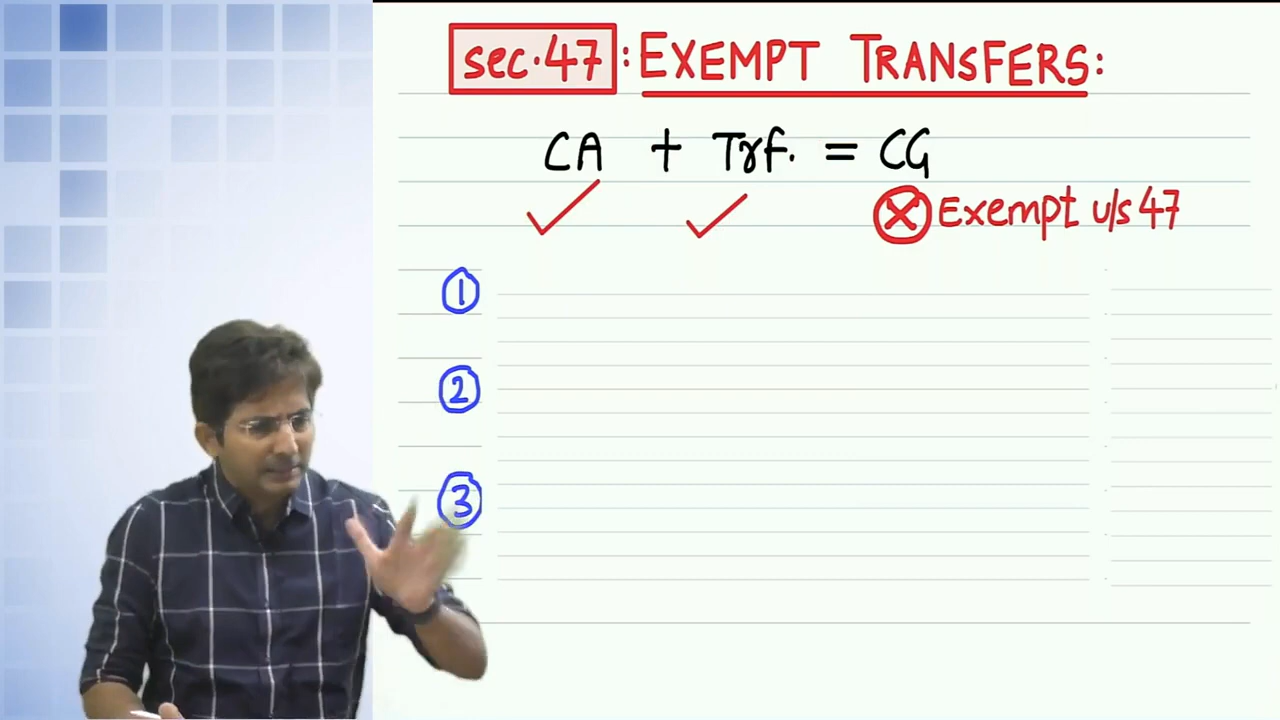 sec.47 : EXEMPT TRANSFERS:
CA + Trf. = CG
Exempt u/s 47
1
2
3